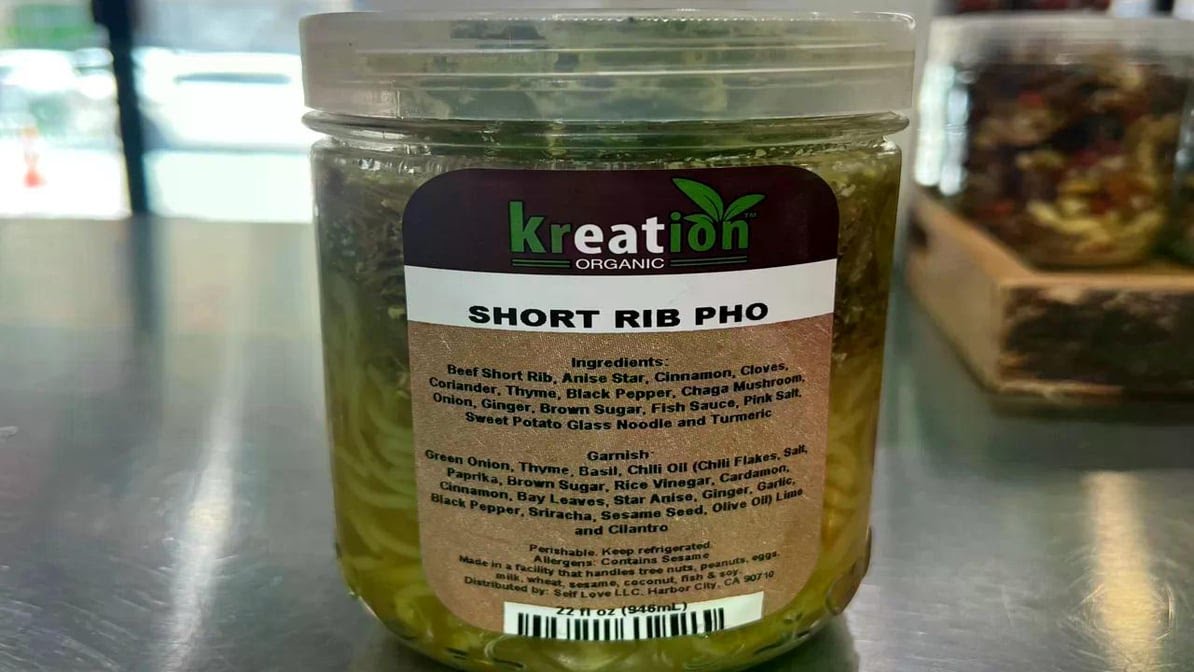 kreation™
ORGANIC
SHORT RIB PHO
Ingredients:
Beef Short Rib, Anise Star, Cinnamon, Cloves,
Coriander, Thyme, Black Pepper, Chaga Mushroom,
Onion, Ginger, Brown Sugar, Fish Sauce, Pink Salt,
Sweet Potato Glass Noodle and Turmeric
Garnish:
Green Onion, Thyme, Basil, Chili Oil (Chili Flakes, Salt,
Paprika, Brown Sugar, Rice Vinegar, Cardamon,
Cinnamon, Bay Leaves, Star Anise, Ginger, Garlic,
Black Pepper, Sriracha, Sesame Seed, Olive Oil) Lime
and Cilantro
Perishable. Keep refrigerated.
Allergens: Contains Sesame
Made in a facility that handles tree nuts, peanuts, eggs,
milk, wheat, sesame, coconut, fish & soy.
Distributed by: Self Love LLC. Harbor City, CA 90710
22 fl oz (946mL)